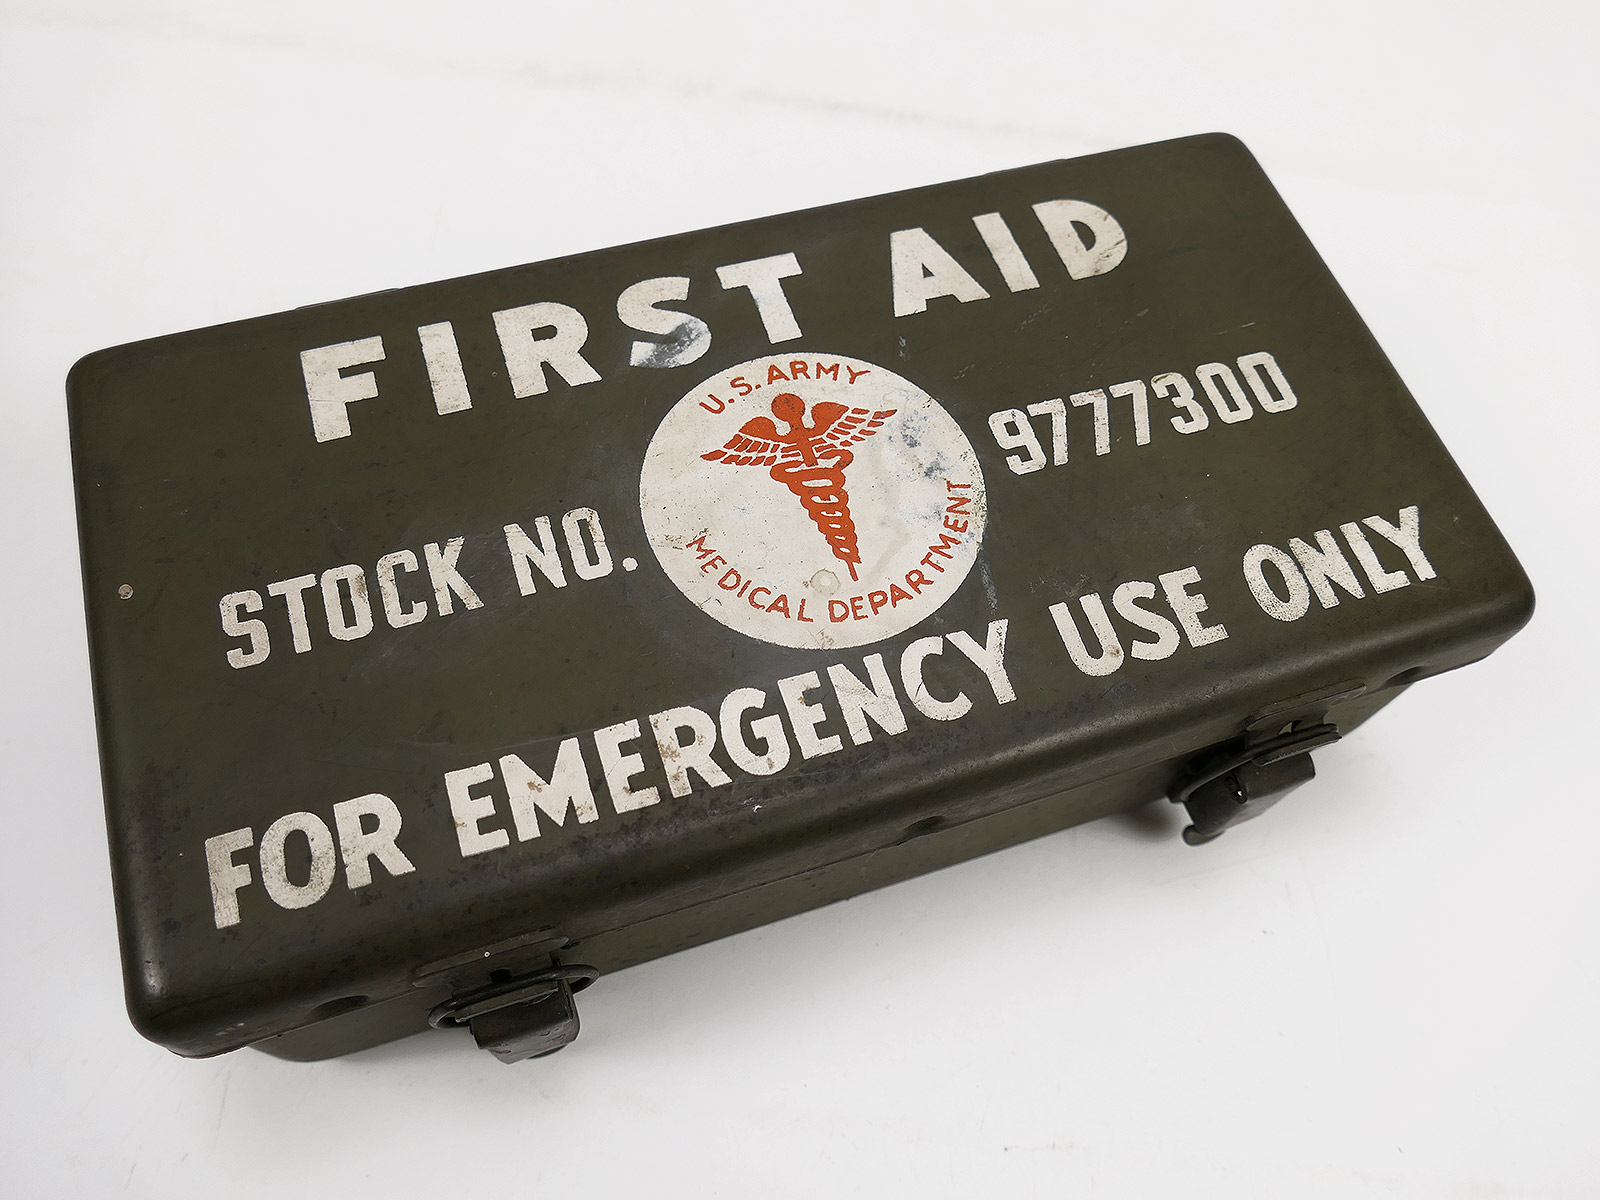 FIRST AID
U.S. ARMY
STOCK NO. 9777300
MEDICAL DEPARTMENT
FOR EMERGENCY USE ONLY